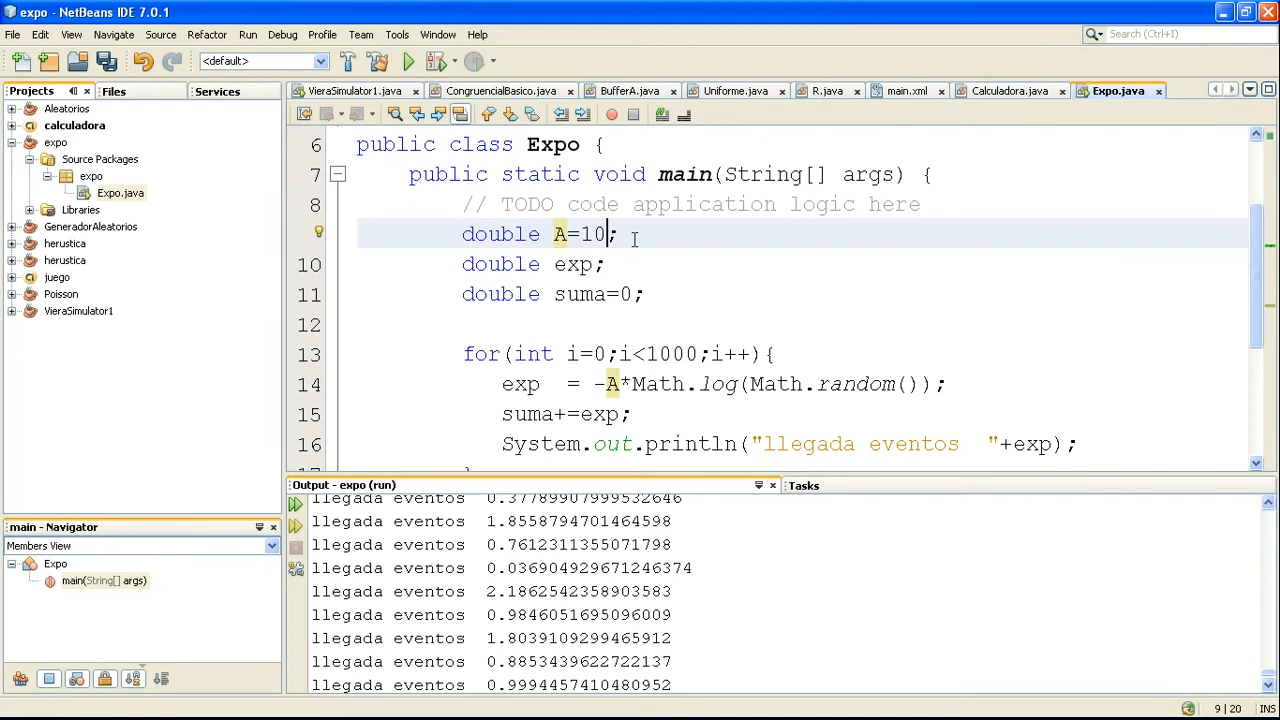 expo - NetBeans IDE 7.0.1
File Edit View Navigate Source Refactor Run Debug Profile Team Tools Window Help
Search (Ctrl+I)
<default>
Projects Files Services
VieraSimulator1.java CongruencialBasico.java BufferA.java Uniforme.java R.java main.xml Calculadora.java Expo.java
Aleatorios
calculadora
expo
Source Packages
expo
Expo.java
Libraries
GeneradorAleatorios
herustica
herustica
juego
Poisson
VieraSimulator1
6 public class Expo {
7 public static void main(String[] args) {
8 // TODO code application logic here
double A=10;
10 double exp;
11 double suma=0;
12
13 for(int i=0;i<1000;i++){
14 exp = -A*Math.log(Math.random());
15 suma+=exp;
16 System.out.println("llegada eventos "+exp);
17 }
main - Navigator
Members View
Expo
main(String[] args)
Output - expo (run) Tasks
llegada eventos 0.37789907999532646
llegada eventos 1.8558794701464598
llegada eventos 0.7612311355071798
llegada eventos 0.036904929671246374
llegada eventos 2.1862542358903583
llegada eventos 0.9846051695096009
llegada eventos 1.8039109299465912
llegada eventos 0.8853439622722137
llegada eventos 0.9994457410480952
9 | 20 INS